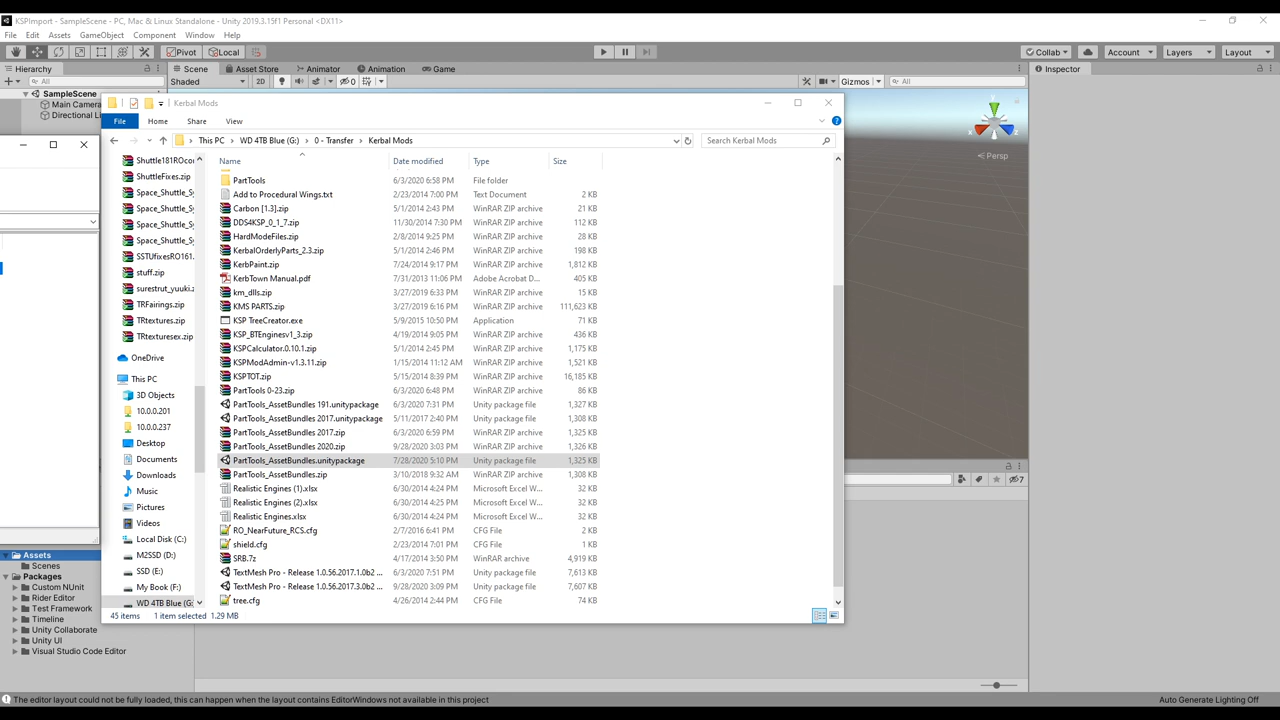 KSPImport - SampleScene - PC, Mac & Linux Standalone - Unity 2019.3.15f1 Personal <DX11>
File Edit Assets GameObject Component Window Help
Pivot Local Collab Account Layers Layout
Hierarchy Scene Asset Store Animator Animation Game Inspector
All Shaded 2D 0 Gizmos All
SampleScene
Main Camera
Directional Li
Persp
Kerbal Mods
File Home Share View
This PC > WD 4TB Blue (G:) > 0 - Transfer > Kerbal Mods
Search Kerbal Mods
Name Date modified Type Size
Shuttle181ROco
ShuttleFixes.zip
Space_Shuttle_Sy
Space_Shuttle_Sy
Space_Shuttle_Sy
Space_Shuttle_Sy
SSTUfixesRO161.
stuff.zip
surestrut_yuuki.z
TRFairings.zip
TRtextures.zip
TRtexturesex.zip
OneDrive
This PC
3D Objects
10.0.0.201
10.0.0.237
Desktop
Documents
Downloads
Music
Pictures
Videos
Local Disk (C:)
M2SSD (D:)
SSD (E:)
My Book (F:)
WD 4TB Blue (G:
PartTools 6/3/2020 6:58 PM File folder
Add to Procedural Wings.txt 2/23/2014 7:00 PM Text Document 2 KB
Carbon [1.3].zip 5/1/2014 2:43 PM WinRAR ZIP archive 21 KB
DDS4KSP_0_1_7.zip 11/30/2014 7:30 PM WinRAR ZIP archive 112 KB
HardModeFiles.zip 2/8/2014 9:25 PM WinRAR ZIP archive 28 KB
KerbalOrderlyParts_2.3.zip 5/1/2014 2:46 PM WinRAR ZIP archive 198 KB
KerbPaint.zip 7/24/2014 9:17 PM WinRAR ZIP archive 1,812 KB
KerbTown Manual.pdf 7/31/2013 11:06 PM Adobe Acrobat D... 405 KB
km_dlls.zip 3/27/2019 6:33 PM WinRAR ZIP archive 15 KB
KMS PARTS.zip 3/27/2019 6:16 PM WinRAR ZIP archive 111,623 KB
KSP TreeCreator.exe 5/9/2015 10:50 PM Application 71 KB
KSP_BTEnginesv1_3.zip 4/19/2014 9:05 PM WinRAR ZIP archive 436 KB
KSPCalculator.0.10.1.zip 5/1/2014 2:45 PM WinRAR ZIP archive 1,175 KB
KSPModAdmin-v1.3.11.zip 1/15/2014 11:12 AM WinRAR ZIP archive 1,521 KB
KSPTOT.zip 5/15/2014 8:39 PM WinRAR ZIP archive 16,185 KB
PartTools 0-23.zip 6/3/2020 6:48 PM WinRAR ZIP archive 86 KB
PartTools_AssetBundles 191.unitypackage 6/3/2020 7:31 PM Unity package file 1,327 KB
PartTools_AssetBundles 2017.unitypackage 5/11/2017 2:40 PM Unity package file 1,308 KB
PartTools_AssetBundles 2017.zip 6/3/2020 6:59 PM WinRAR ZIP archive 1,325 KB
PartTools_AssetBundles 2020.zip 9/28/2020 3:03 PM WinRAR ZIP archive 1,326 KB
PartTools_AssetBundles.unitypackage 7/28/2020 5:10 PM Unity package file 1,325 KB
PartTools_AssetBundles.zip 3/10/2018 9:32 AM WinRAR ZIP archive 1,308 KB
Realistic Engines (1).xlsx 6/30/2014 4:24 PM Microsoft Excel W... 32 KB
Realistic Engines (2).xlsx 6/30/2014 4:24 PM Microsoft Excel W... 32 KB
Realistic Engines.xlsx 6/30/2014 4:24 PM Microsoft Excel W... 32 KB
RO_NearFuture_RCS.cfg 2/7/2016 6:41 PM CFG File 1 KB
shield.cfg 2/23/2014 7:01 PM CFG File 2 KB
SRB.7z 4/17/2014 3:50 PM WinRAR archive 4,919 KB
TextMesh Pro - Release 1.0.56.2017.1.0b2 ... 6/3/2020 7:51 PM Unity package file 7,613 KB
TextMesh Pro - Release 1.0.56.2017.3.0b2 ... 9/28/2020 3:09 PM Unity package file 7,607 KB
tree.cfg 4/26/2014 2:44 PM CFG File 74 KB
45 items 1 item selected 1.29 MB
7
Assets
Scenes
Packages
Custom NUnit
Rider Editor
Test Framework
Timeline
Unity Collaborate
Unity UI
Visual Studio Code Editor
The editor layout could not be fully loaded, this can happen when the layout contains EditorWindows not available in this project
Auto Generate Lighting Off